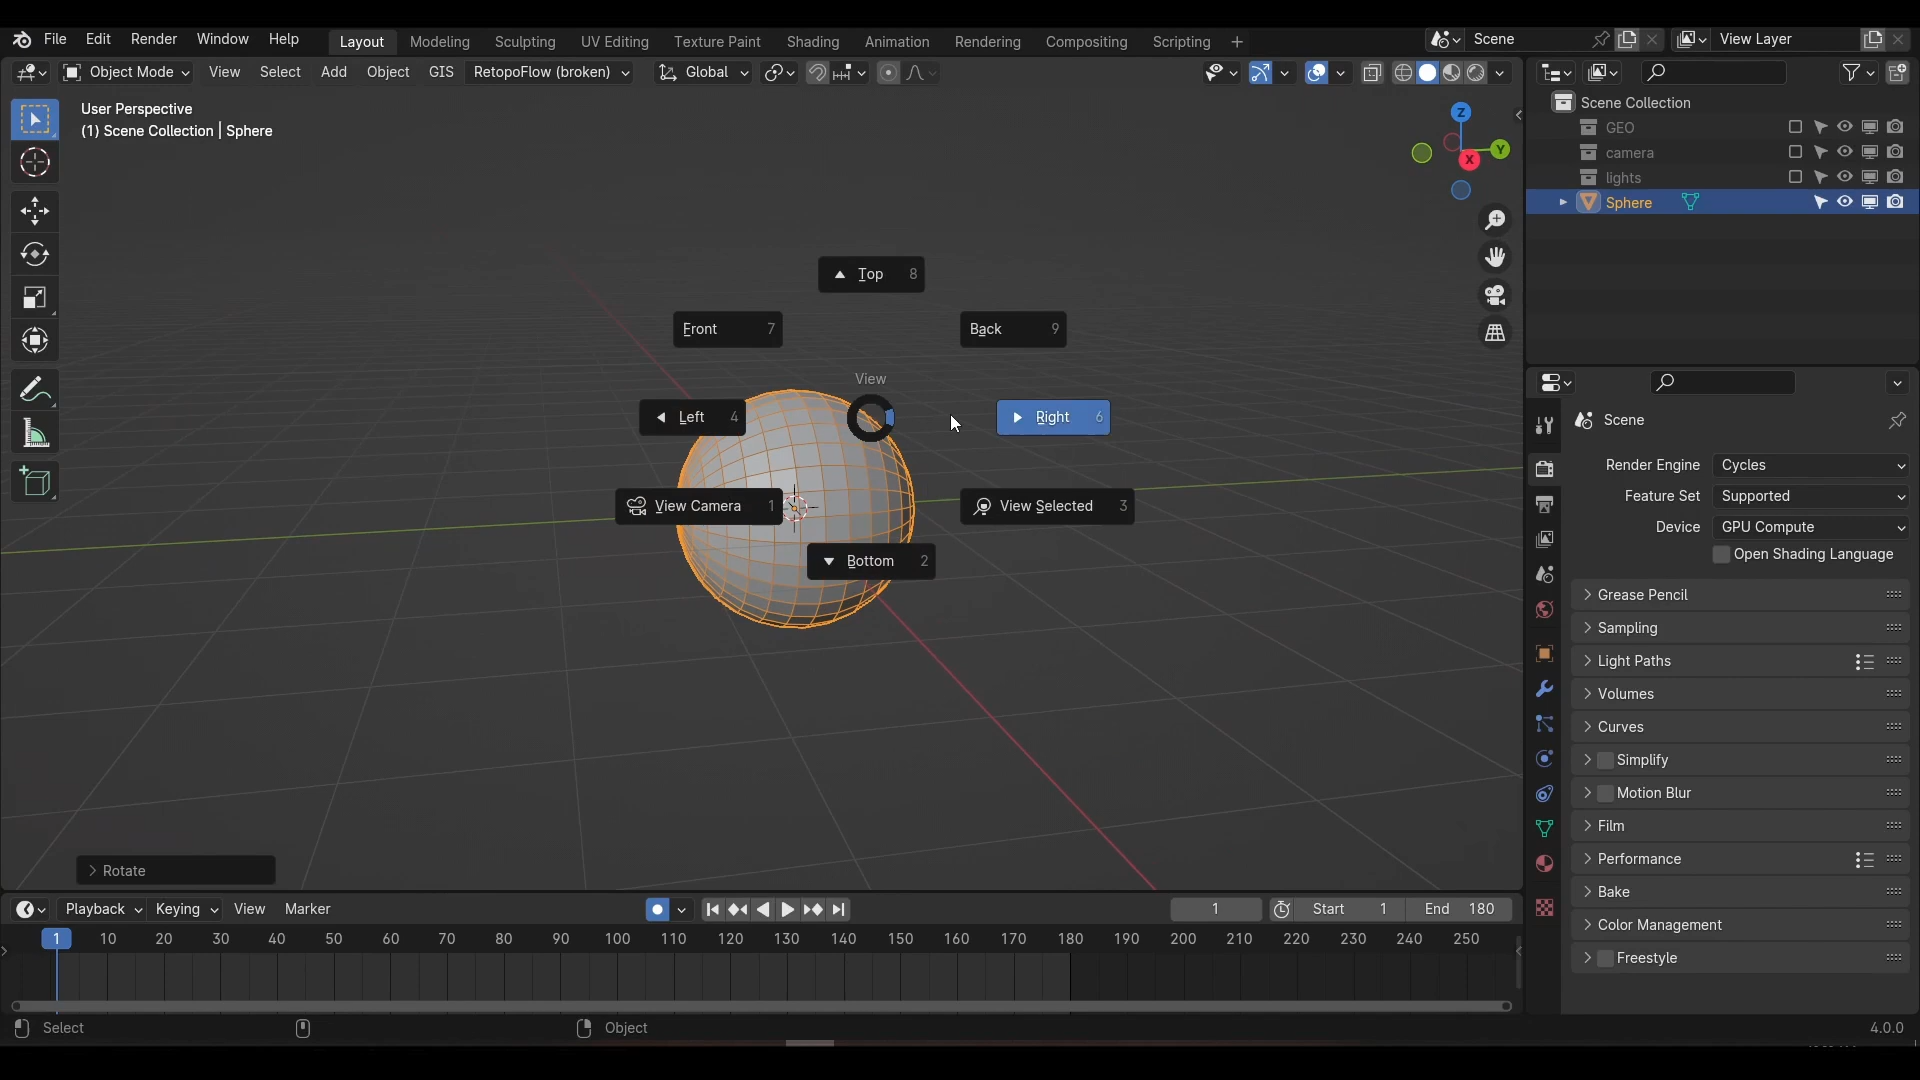 File Edit Render Window Help Layout Modeling Sculpting UV Editing Texture Paint Shading Animation Rendering Compositing Scripting + Scene View Layer
Object Mode View Select Add Object GIS RetopoFlow (broken) Global
User Perspective
(1) Scene Collection | Sphere
Z
Y
X
Top 8
Front 7
Back 9
View
Left 4
Right 6
View Camera 1
View Selected 3
Bottom 2
Rotate
Scene Collection
GEO
camera
lights
Sphere
Scene
Render Engine Cycles
Feature Set Supported
Device GPU Compute
Open Shading Language
Grease Pencil
Sampling
Light Paths
Volumes
Curves
Simplify
Motion Blur
Film
Performance
Bake
Color Management
Freestyle
Playback Keying View Marker 1 Start 1 End 180
1 10 20 30 40 50 60 70 80 90 100 110 120 130 140 150 160 170 180 190 200 210 220 230 240 250
Select Object 4.0.0